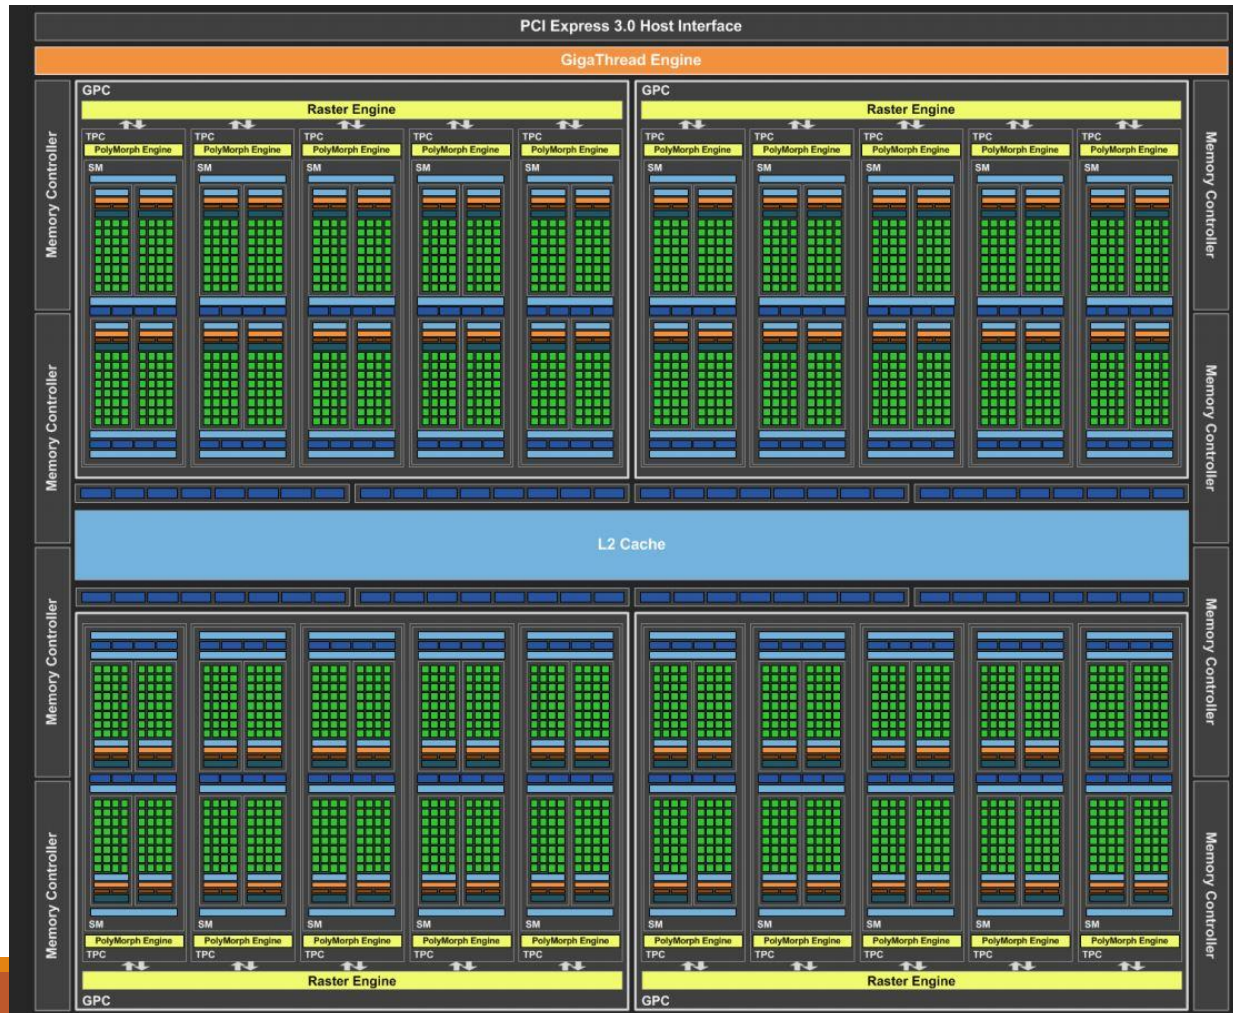 PCI Express 3.0 Host Interface
GigaThread Engine
GPC
GPC
Raster Engine
Raster Engine
TPC TPC TPC TPC TPC TPC TPC TPC TPC TPC
PolyMorph Engine PolyMorph Engine PolyMorph Engine PolyMorph Engine PolyMorph Engine PolyMorph Engine PolyMorph Engine PolyMorph Engine PolyMorph Engine PolyMorph Engine
SM SM SM SM SM SM SM SM SM SM
Memory Controller
Memory Controller
Memory Controller
Memory Controller
L2 Cache
Memory Controller
Memory Controller
Memory Controller
Memory Controller
SM SM SM SM SM SM SM SM SM SM
PolyMorph Engine PolyMorph Engine PolyMorph Engine PolyMorph Engine PolyMorph Engine PolyMorph Engine PolyMorph Engine PolyMorph Engine PolyMorph Engine PolyMorph Engine
TPC TPC TPC TPC TPC TPC TPC TPC TPC TPC
Raster Engine
Raster Engine
GPC
GPC